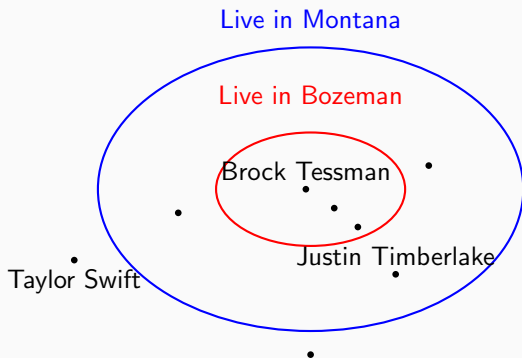 Live in Montana
Live in Bozeman
Brock Tessman
Justin Timberlake
Taylor Swift